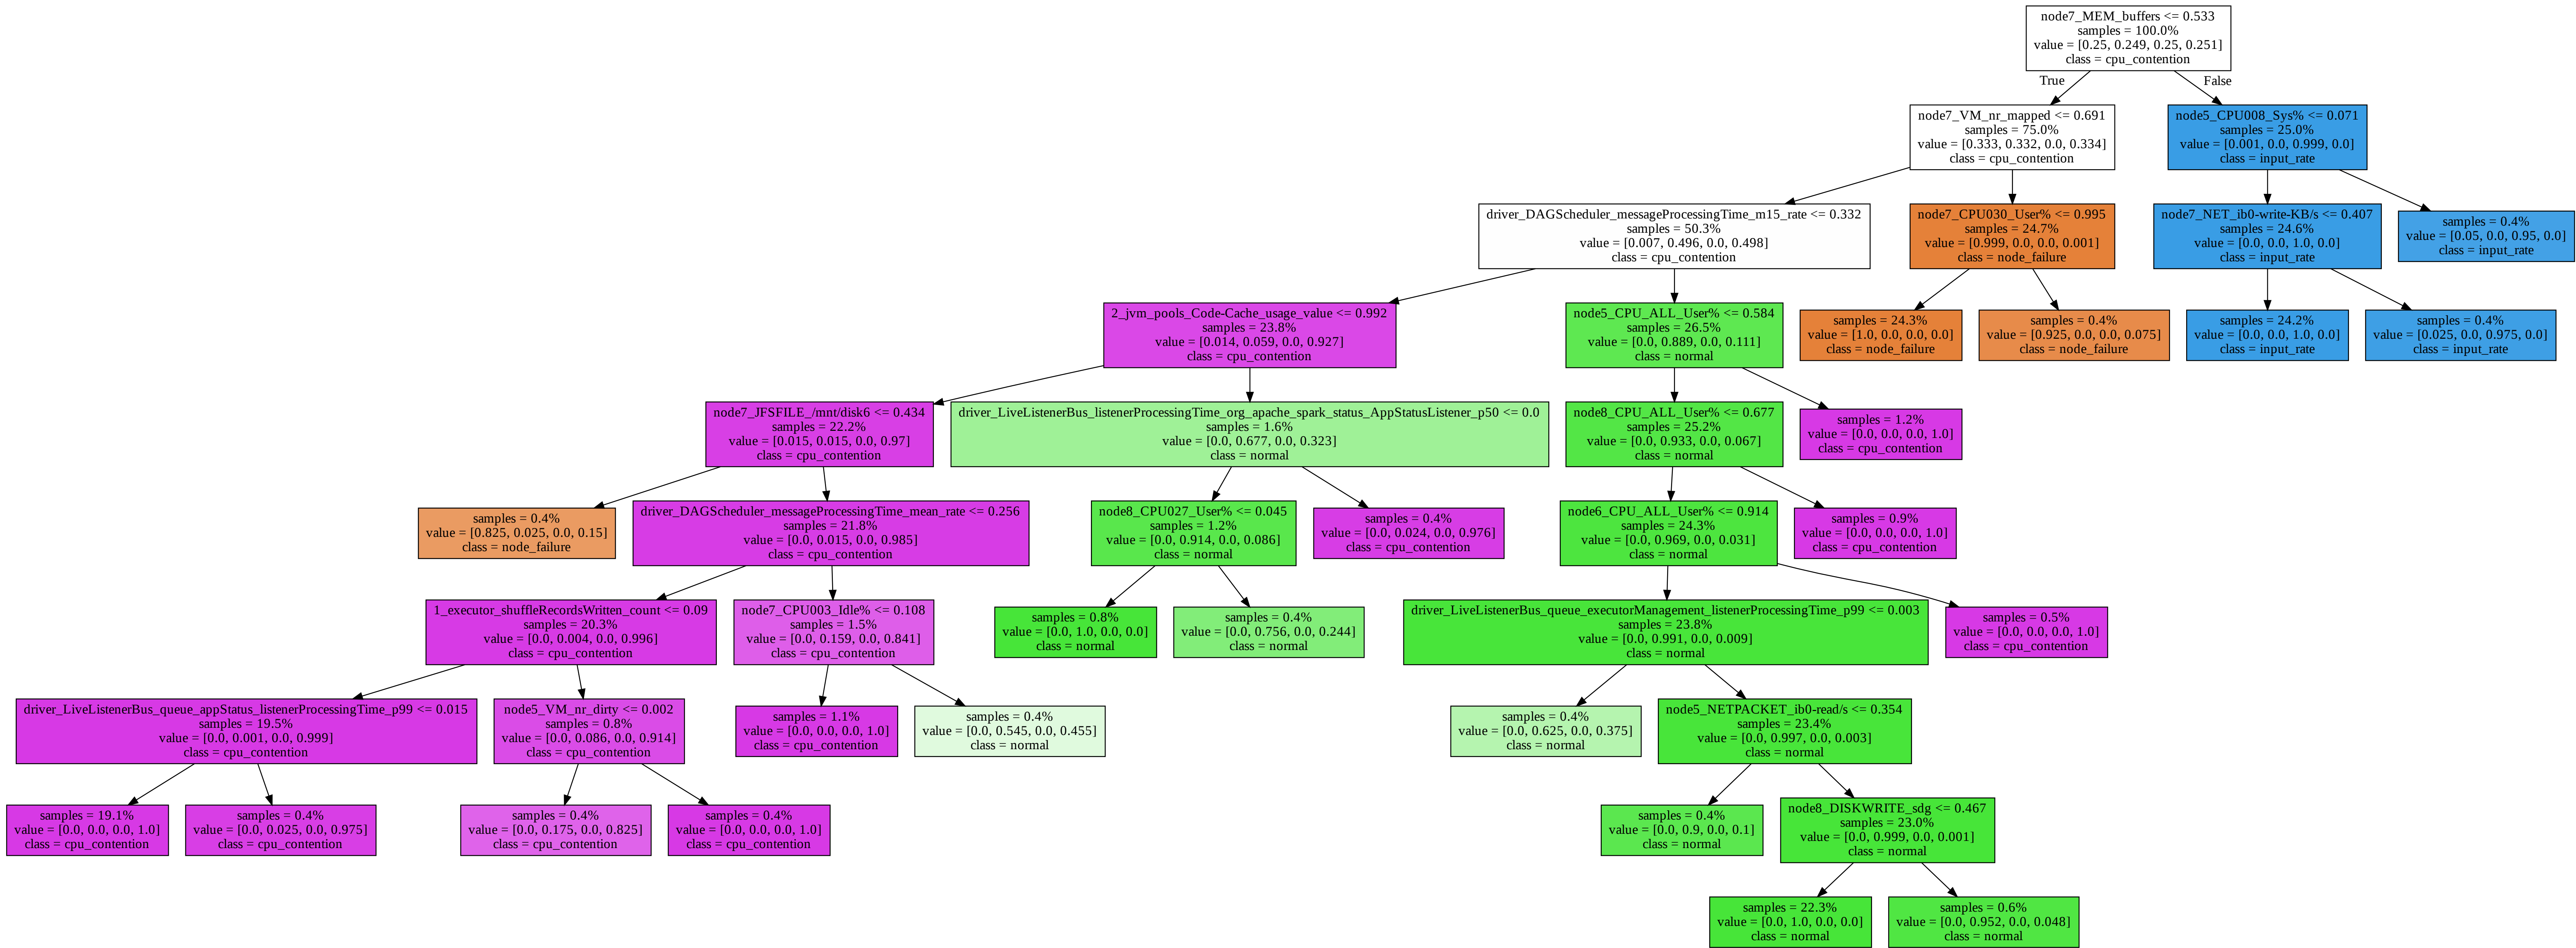 node7_MEM_buffers <= 0.533
samples = 100.0%
value = [0.25, 0.249, 0.25, 0.251]
class = cpu_contention
True
False
node7_VM_nr_mapped <= 0.691
samples = 75.0%
value = [0.333, 0.332, 0.0, 0.334]
class = cpu_contention
node5_CPU008_Sys% <= 0.071
samples = 25.0%
value = [0.001, 0.0, 0.999, 0.0]
class = input_rate
driver_DAGScheduler_messageProcessingTime_m15_rate <= 0.332
samples = 50.3%
value = [0.007, 0.496, 0.0, 0.498]
class = cpu_contention
node7_CPU030_User% <= 0.995
samples = 24.7%
value = [0.999, 0.0, 0.0, 0.001]
class = node_failure
node7_NET_ib0-write-KB/s <= 0.407
samples = 24.6%
value = [0.0, 0.0, 1.0, 0.0]
class = input_rate
samples = 0.4%
value = [0.05, 0.0, 0.95, 0.0]
class = input_rate
2_jvm_pools_Code-Cache_usage_value <= 0.992
samples = 23.8%
value = [0.014, 0.059, 0.0, 0.927]
class = cpu_contention
node5_CPU_ALL_User% <= 0.584
samples = 26.5%
value = [0.0, 0.889, 0.0, 0.111]
class = normal
samples = 24.3%
value = [1.0, 0.0, 0.0, 0.0]
class = node_failure
samples = 0.4%
value = [0.925, 0.0, 0.0, 0.075]
class = node_failure
samples = 24.2%
value = [0.0, 0.0, 1.0, 0.0]
class = input_rate
samples = 0.4%
value = [0.025, 0.0, 0.975, 0.0]
class = input_rate
node7_JFSFILE_/mnt/disk6 <= 0.434
samples = 22.2%
value = [0.015, 0.015, 0.0, 0.97]
class = cpu_contention
driver_LiveListenerBus_listenerProcessingTime_org_apache_spark_status_AppStatusListener_p50 <= 0.0
samples = 1.6%
value = [0.0, 0.677, 0.0, 0.323]
class = normal
node8_CPU_ALL_User% <= 0.677
samples = 25.2%
value = [0.0, 0.933, 0.0, 0.067]
class = normal
samples = 1.2%
value = [0.0, 0.0, 0.0, 1.0]
class = cpu_contention
samples = 0.4%
value = [0.825, 0.025, 0.0, 0.15]
class = node_failure
driver_DAGScheduler_messageProcessingTime_mean_rate <= 0.256
samples = 21.8%
value = [0.0, 0.015, 0.0, 0.985]
class = cpu_contention
node8_CPU027_User% <= 0.045
samples = 1.2%
value = [0.0, 0.914, 0.0, 0.086]
class = normal
samples = 0.4%
value = [0.0, 0.024, 0.0, 0.976]
class = cpu_contention
node6_CPU_ALL_User% <= 0.914
samples = 24.3%
value = [0.0, 0.969, 0.0, 0.031]
class = normal
samples = 0.9%
value = [0.0, 0.0, 0.0, 1.0]
class = cpu_contention
1_executor_shuffleRecordsWritten_count <= 0.09
samples = 20.3%
value = [0.0, 0.004, 0.0, 0.996]
class = cpu_contention
node7_CPU003_Idle% <= 0.108
samples = 1.5%
value = [0.0, 0.159, 0.0, 0.841]
class = cpu_contention
samples = 0.8%
value = [0.0, 1.0, 0.0, 0.0]
class = normal
samples = 0.4%
value = [0.0, 0.756, 0.0, 0.244]
class = normal
driver_LiveListenerBus_queue_executorManagement_listenerProcessingTime_p99 <= 0.003
samples = 23.8%
value = [0.0, 0.991, 0.0, 0.009]
class = normal
samples = 0.5%
value = [0.0, 0.0, 0.0, 1.0]
class = cpu_contention
driver_LiveListenerBus_queue_appStatus_listenerProcessingTime_p99 <= 0.015
samples = 19.5%
value = [0.0, 0.001, 0.0, 0.999]
class = cpu_contention
node5_VM_nr_dirty <= 0.002
samples = 0.8%
value = [0.0, 0.086, 0.0, 0.914]
class = cpu_contention
samples = 1.1%
value = [0.0, 0.0, 0.0, 1.0]
class = cpu_contention
samples = 0.4%
value = [0.0, 0.545, 0.0, 0.455]
class = normal
samples = 0.4%
value = [0.0, 0.625, 0.0, 0.375]
class = normal
node5_NETPACKET_ib0-read/s <= 0.354
samples = 23.4%
value = [0.0, 0.997, 0.0, 0.003]
class = normal
samples = 19.1%
value = [0.0, 0.0, 0.0, 1.0]
class = cpu_contention
samples = 0.4%
value = [0.0, 0.025, 0.0, 0.975]
class = cpu_contention
samples = 0.4%
value = [0.0, 0.175, 0.0, 0.825]
class = cpu_contention
samples = 0.4%
value = [0.0, 0.0, 0.0, 1.0]
class = cpu_contention
samples = 0.4%
value = [0.0, 0.9, 0.0, 0.1]
class = normal
node8_DISKWRITE_sdg <= 0.467
samples = 23.0%
value = [0.0, 0.999, 0.0, 0.001]
class = normal
samples = 22.3%
value = [0.0, 1.0, 0.0, 0.0]
class = normal
samples = 0.6%
value = [0.0, 0.952, 0.0, 0.048]
class = normal